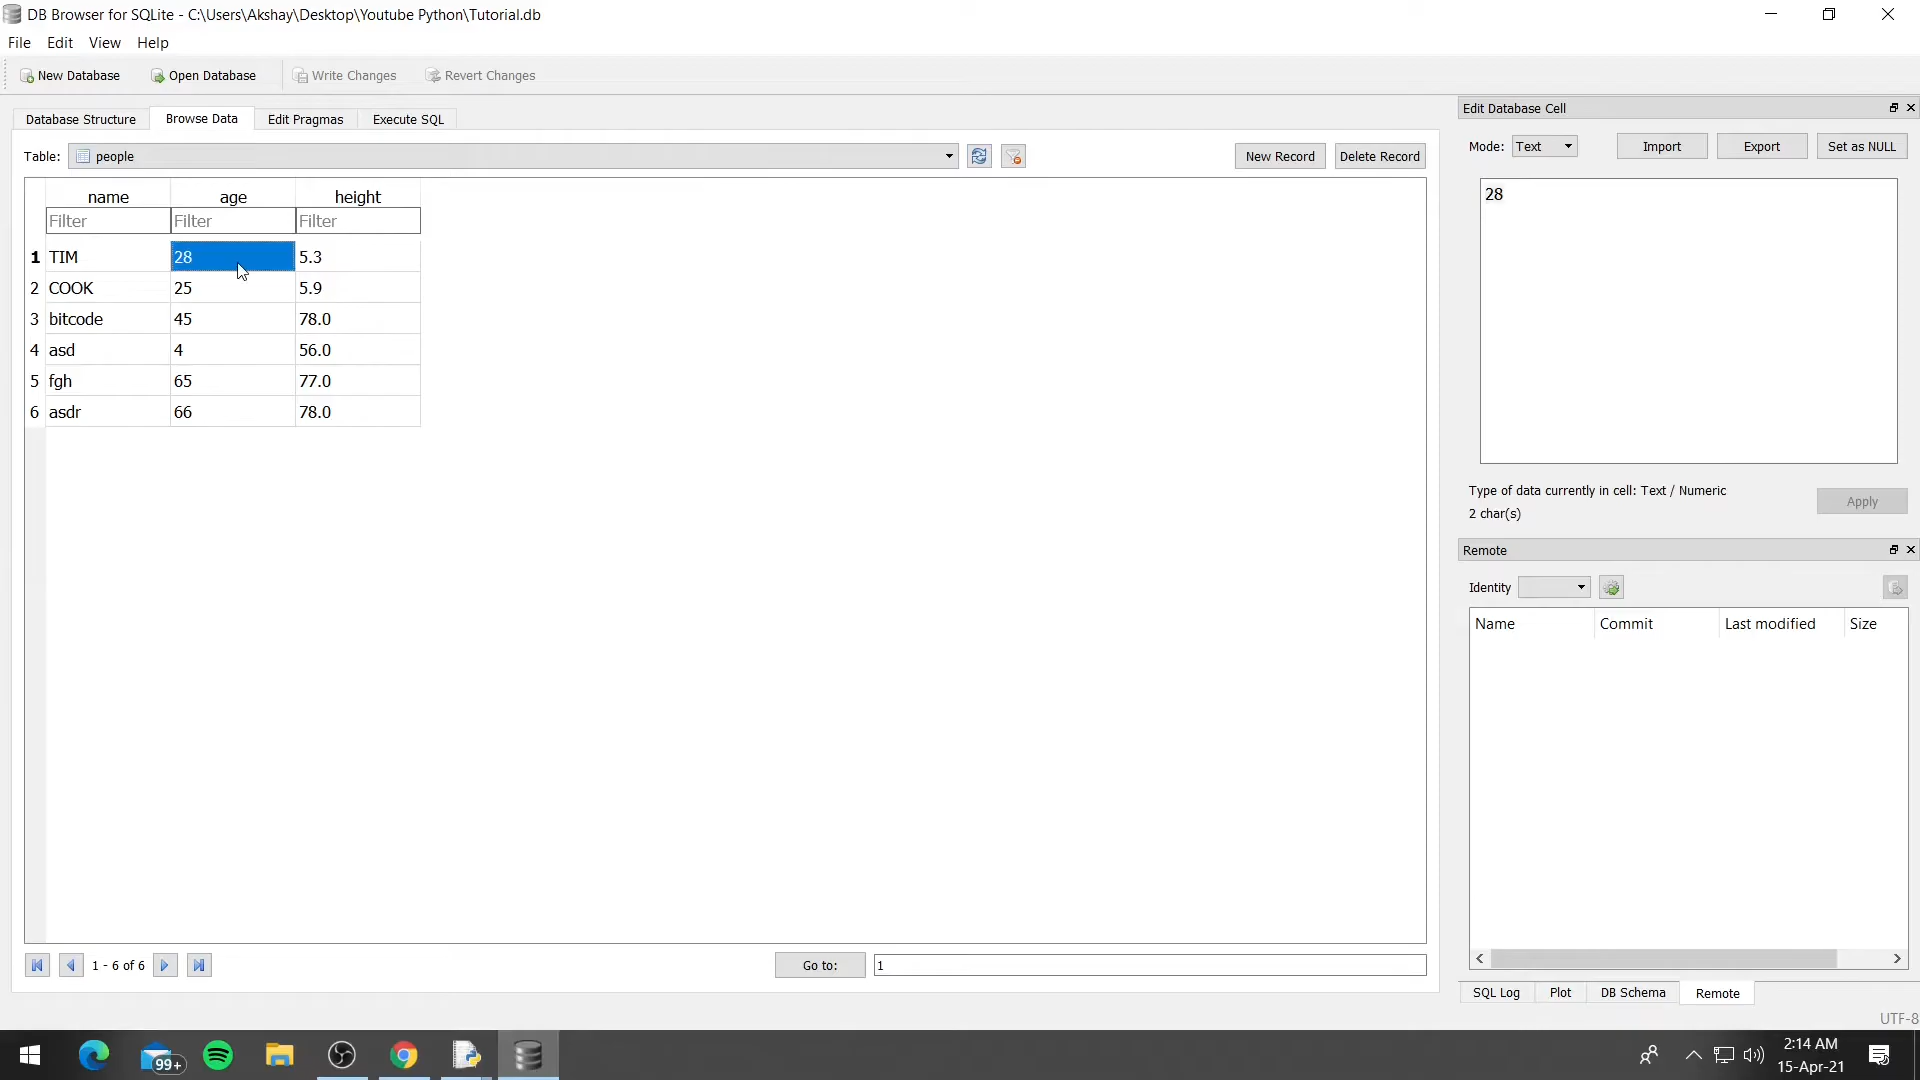 DB Browser for SQLite - C:\Users\Akshay\Desktop\Youtube Python\Tutorial.db
File Edit View Help
New Database Open Database Write Changes Revert Changes
Database Structure Browse Data Edit Pragmas Execute SQL
Table: people New Record Delete Record
name age height
Filter Filter Filter
1 TIM 28 5.3
2 COOK 25 5.9
3 bitcode 45 78.0
4 asd 4 56.0
5 fgh 65 77.0
6 asdr 66 78.0
1 - 6 of 6 Go to: 1
Edit Database Cell
Mode: Text Import Export Set as NULL
28
Type of data currently in cell: Text / Numeric
2 char(s)
Apply
Remote
Identity
Name Commit Last modified Size
SQL Log Plot DB Schema Remote
UTF-8
99+
2:14 AM
15-Apr-21